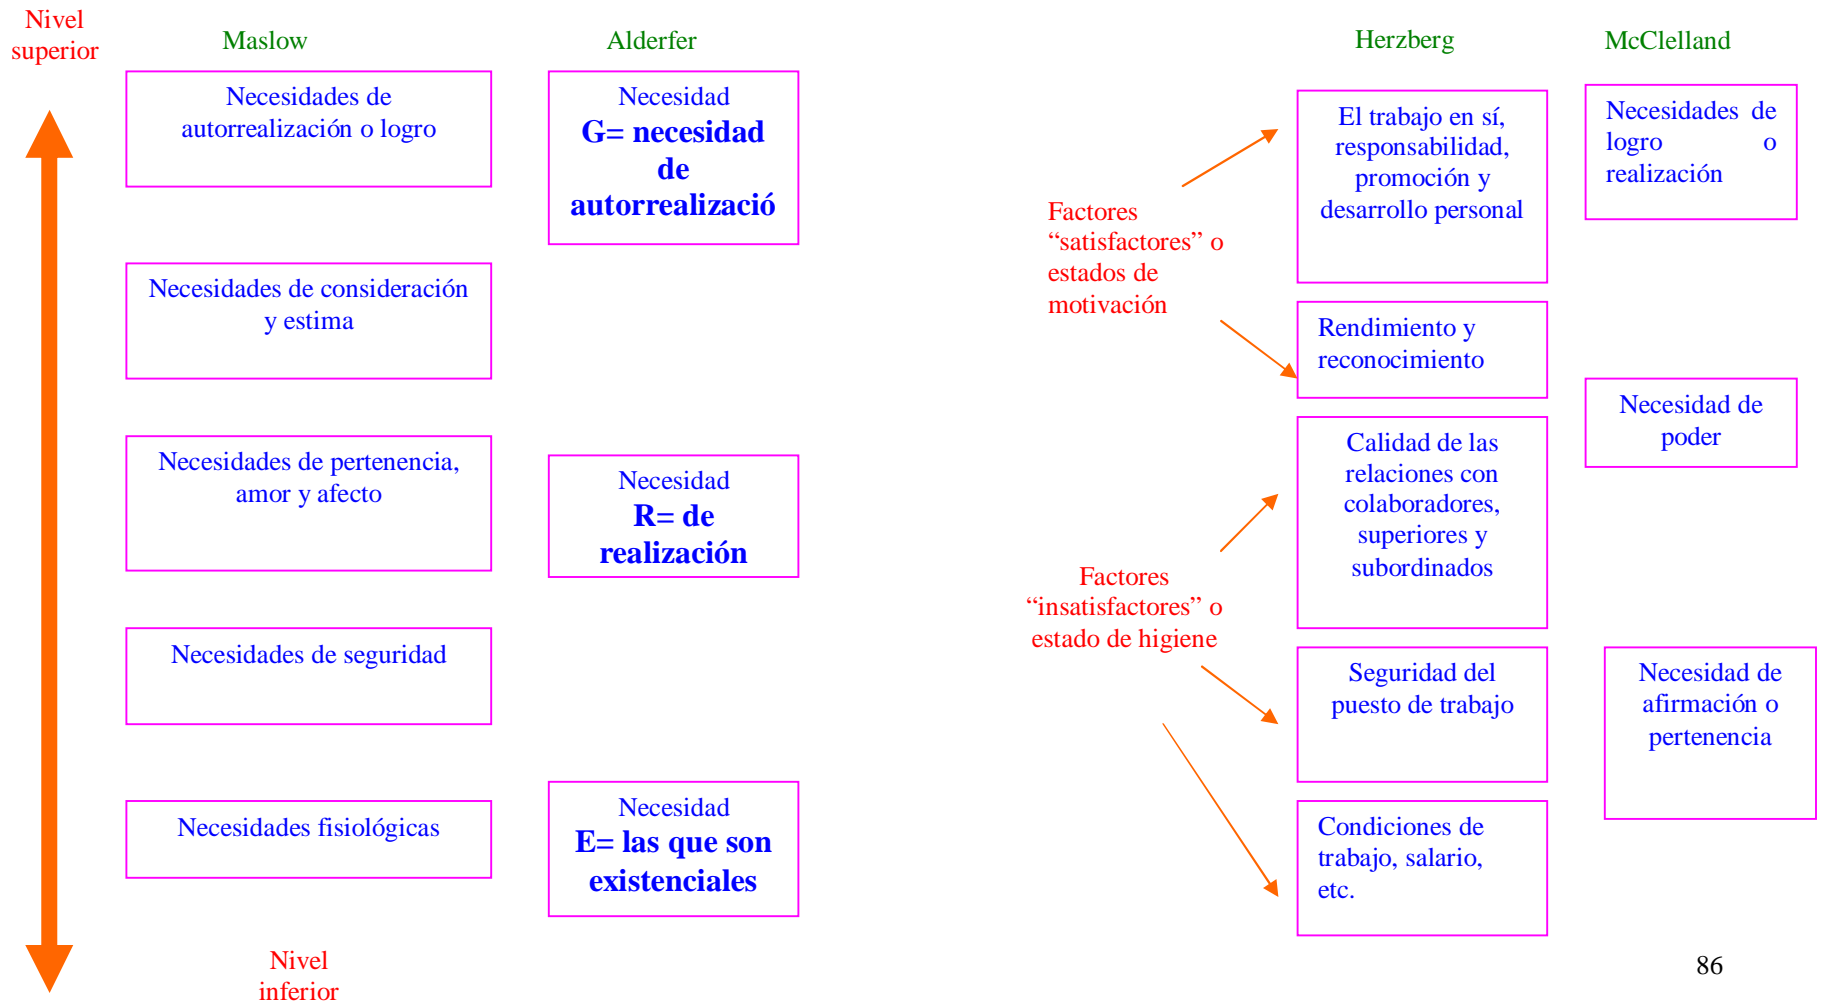 Nivel
superior
Maslow
Necesidades de
autorrealización o logro
Necesidades de consideración
y estima
Necesidades de pertenencia,
amor y afecto
Necesidades de seguridad
Necesidades fisiológicas
Nivel
inferior
Alderfer
Necesidad
G= necesidad
de
autorrealizació
Necesidad
R= de
realización
Necesidad
E= las que son
existenciales
Factores
“satisfactores” o
estados de
motivación
Factores
“insatisfactores” o
estado de higiene
Herzberg
El trabajo en sí,
responsabilidad,
promoción y
desarrollo personal
Rendimiento y
reconocimiento
Calidad de las
relaciones con
colaboradores,
superiores y
subordinados
Seguridad del
puesto de trabajo
Condiciones de
trabajo, salario,
etc.
McClelland
Necesidades de
logro o
realización
Necesidad de
poder
Necesidad de
afirmación o
pertenencia
86